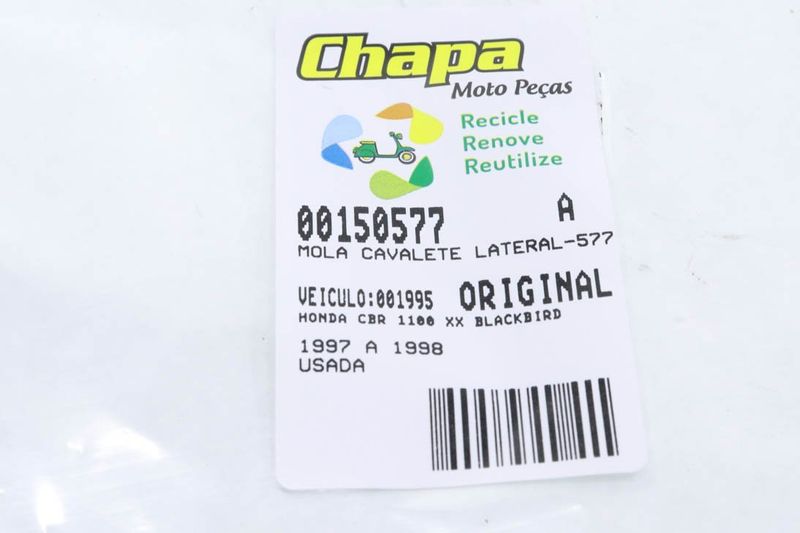 Chapa
Moto Peças
Recicle
Renove
Reutilize
00150577 A
MOLA CAVALETE LATERAL-577
VEICULO:001995 ORIGINAL
HONDA CBR 1100 XX BLACKBIRD
1997 A 1998
USADA